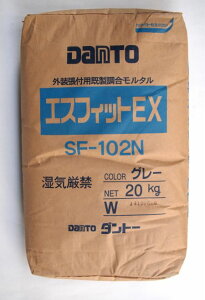 DANTO
外装張付用既製調合モルタル
エスフィットEX
SF-102N
COLOR グレー
湿気厳禁
NET 20 kg
W
DANTO ダントー